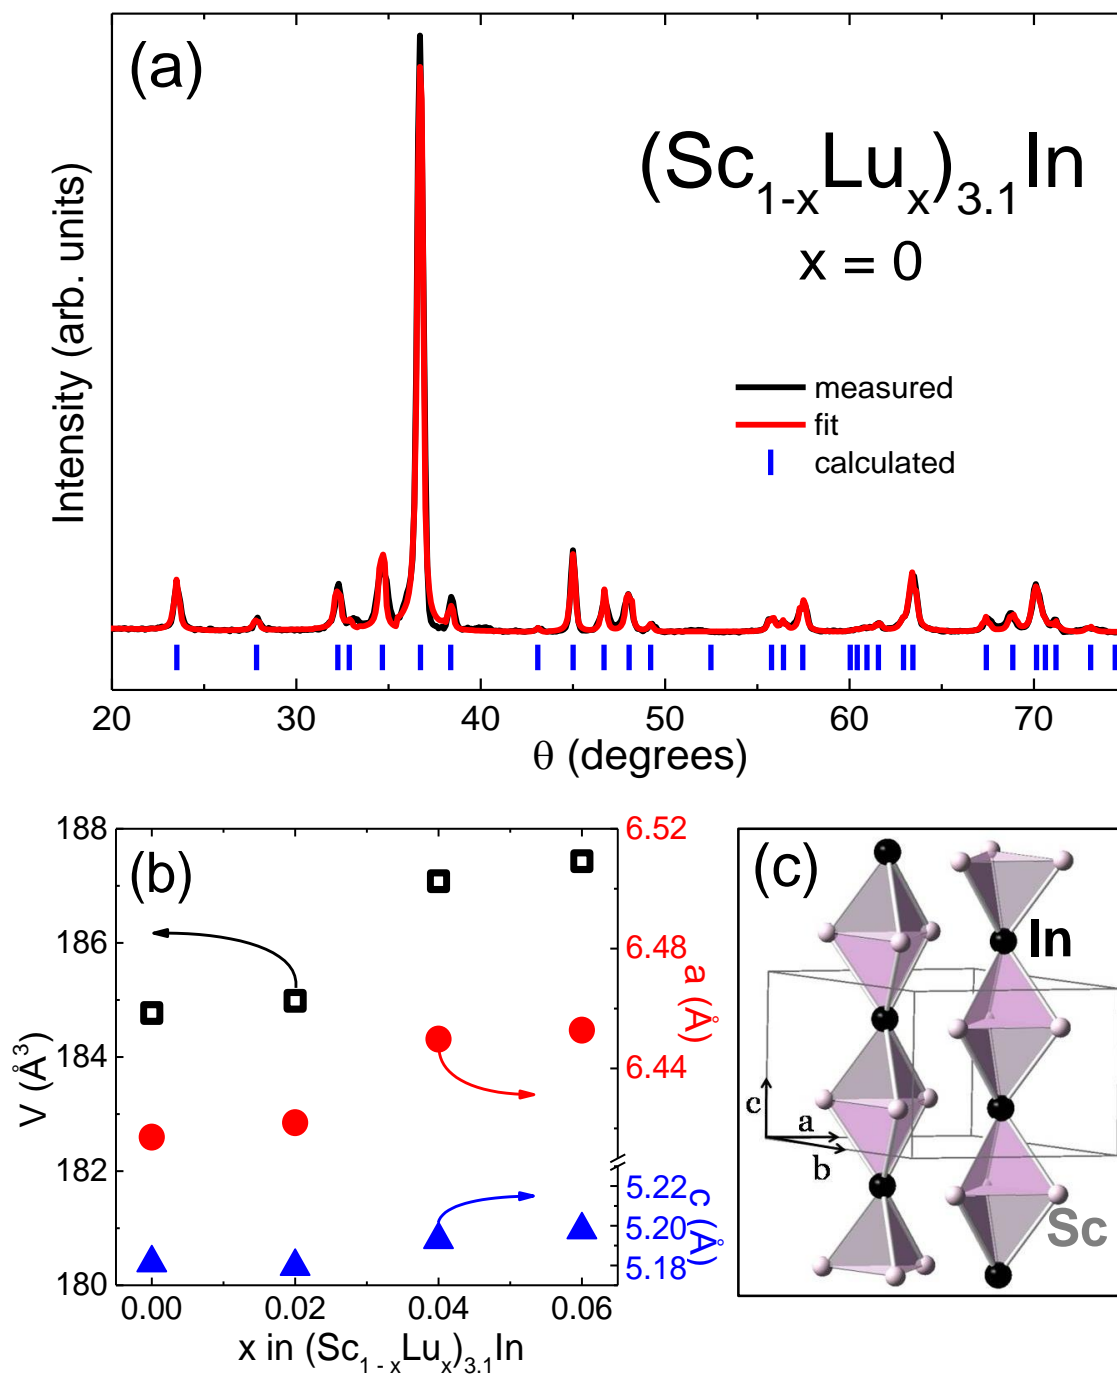 (a)
(Sc1-xLux)3.1In
x = 0
Intensity (arb. units)
measured
fit
calculated
20 30 40 50 60 70
θ (degrees)
(b)
188
186
184
182
180
V (Å3)
6.52
6.48
6.44
a (Å)
5.22
5.20
5.18
c (Å)
0.00 0.02 0.04 0.06
x in (Sc1 - xLux)3.1In
(c)
In
c
a
b
Sc